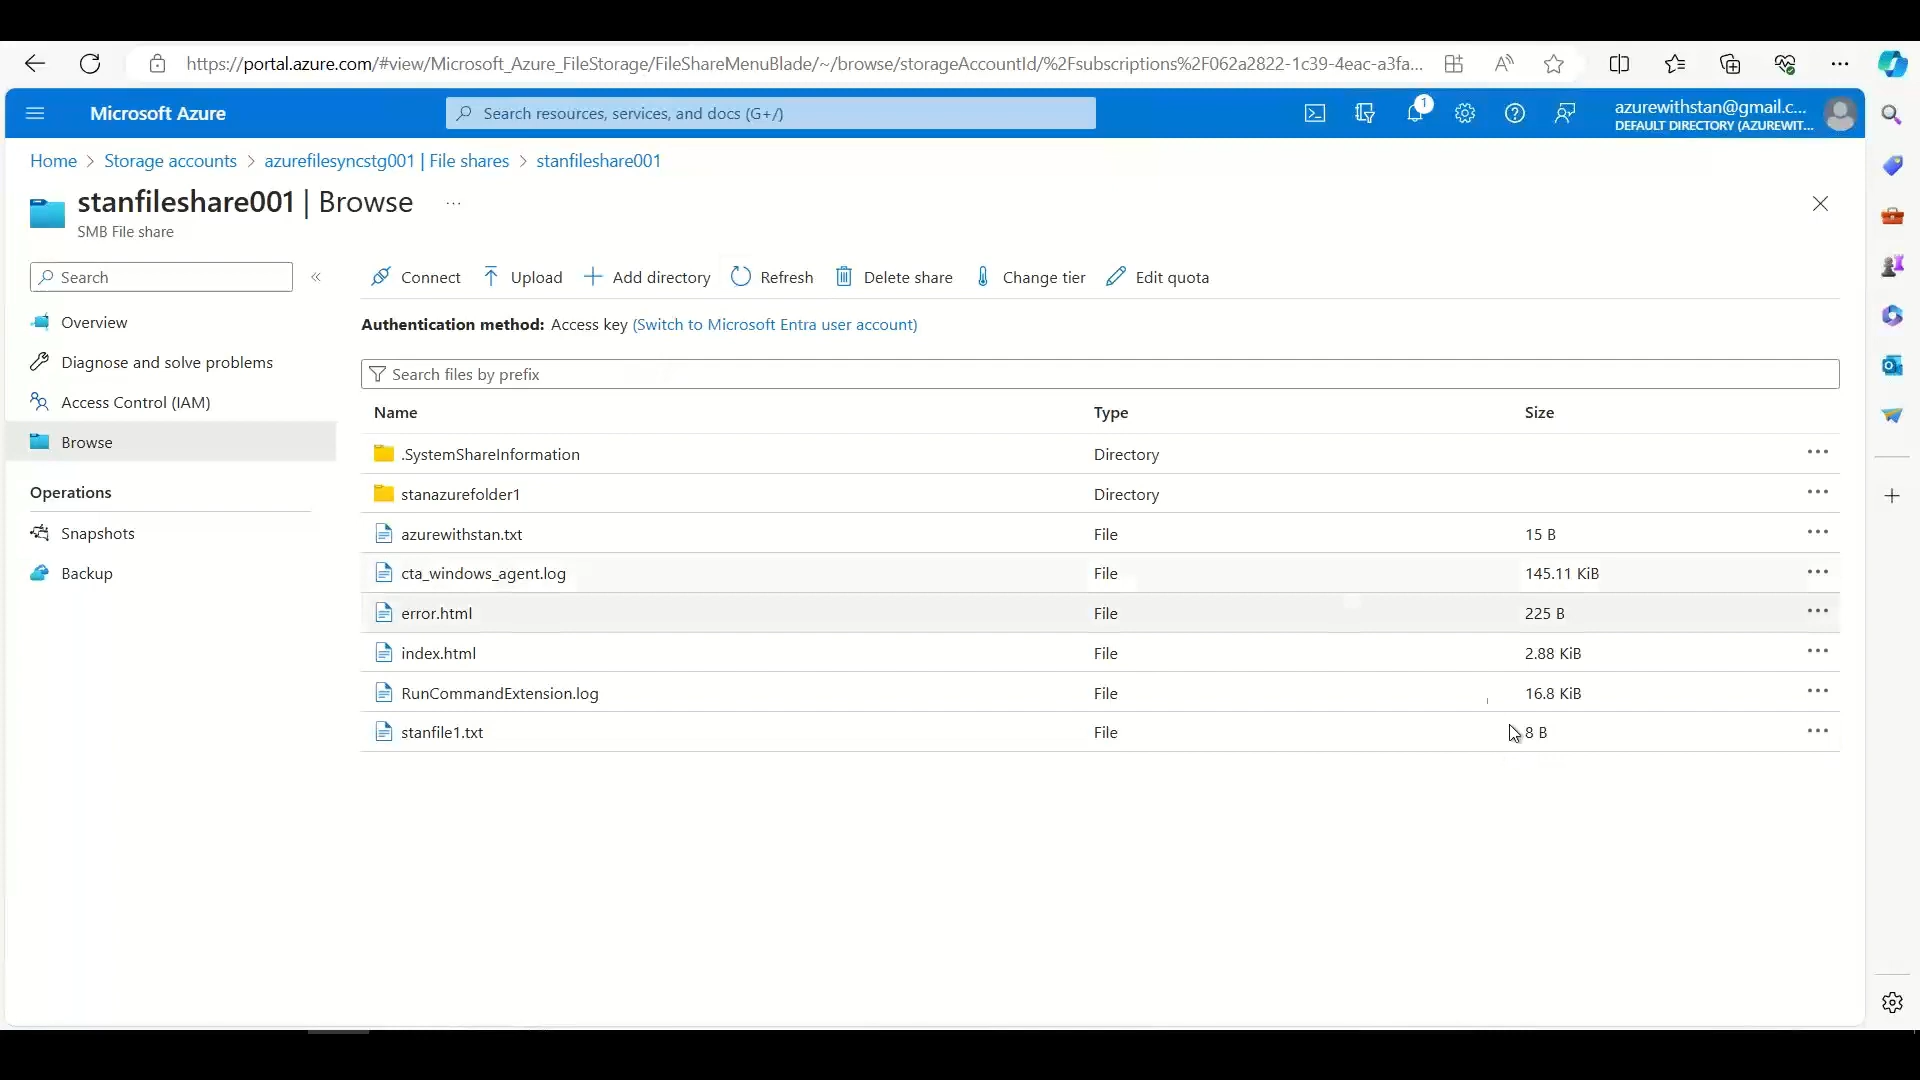 https://portal.azure.com/#view/Microsoft_Azure_FileStorage/FileShareMenuBlade/~/browse/storageAccountId/%2Fsubscriptions%2F062a2822-1c39-4eac-a3fa...
Microsoft Azure
Search resources, services, and docs (G+/)
1
azurewithstan@gmail.c...
DEFAULT DIRECTORY (AZUREWIT...
Home > Storage accounts > azurefilesyncstg001 | File shares > stanfileshare001
stanfileshare001 | Browse ...
SMB File share
Search
Connect Upload Add directory Refresh Delete share Change tier Edit quota
Overview
Diagnose and solve problems
Access Control (IAM)
Browse
Operations
Snapshots
Backup
Authentication method: Access key (Switch to Microsoft Entra user account)
Search files by prefix
Name Type Size
.SystemShareInformation Directory
stanazurefolder1 Directory
azurewithstan.txt File 15 B
cta_windows_agent.log File 145.11 KiB
error.html File 225 B
index.html File 2.88 KiB
RunCommandExtension.log File 16.8 KiB
stanfile1.txt File 8 B